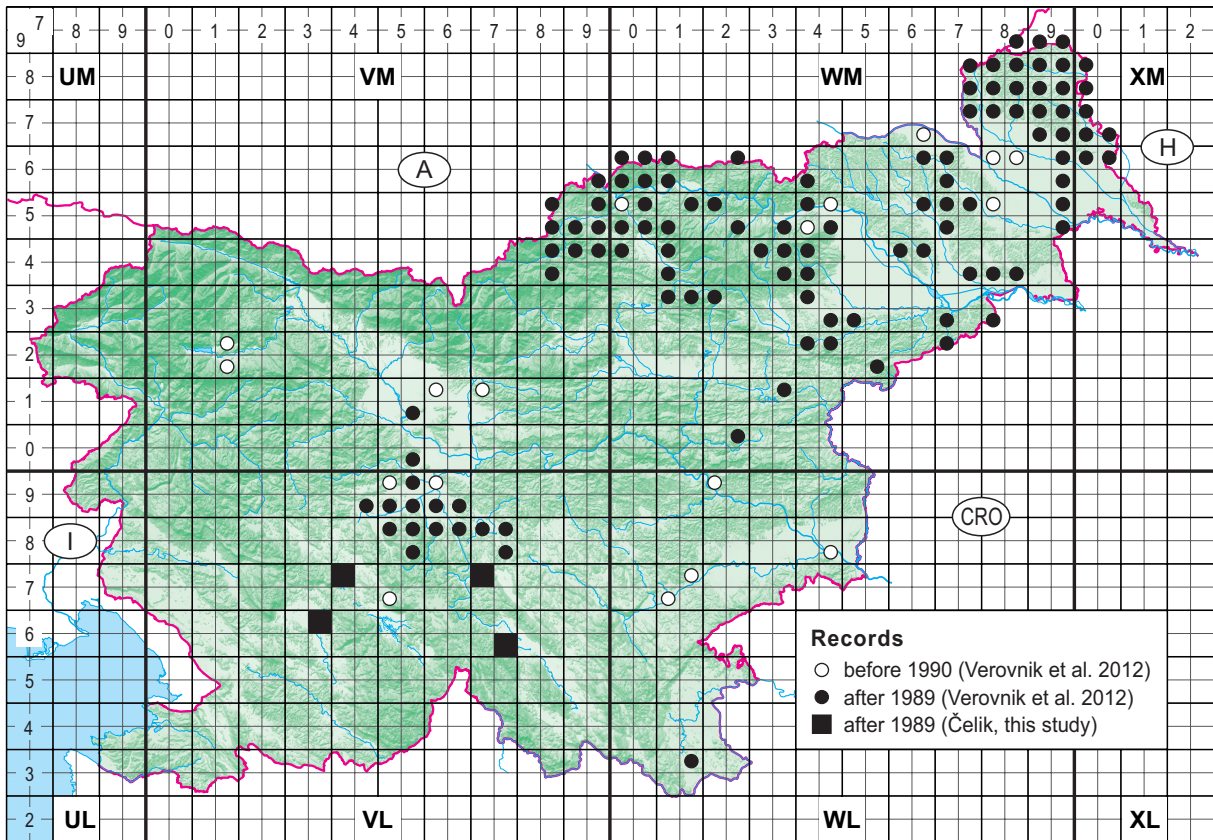 7
9
8 9 0 1 2 3 4 5 6 7 8 9 0 1 2 3 4 5 6 7 8 9 0 1 2
8 UM VM WM XM
7
H
6 A
5
4
3
2
1
0
9
CRO
8 I
7
6
Records
before 1990 (Verovnik et al. 2012)
5
after 1989 (Verovnik et al. 2012)
4
after 1989 (Čelik, this study)
3
2 UL VL WL XL